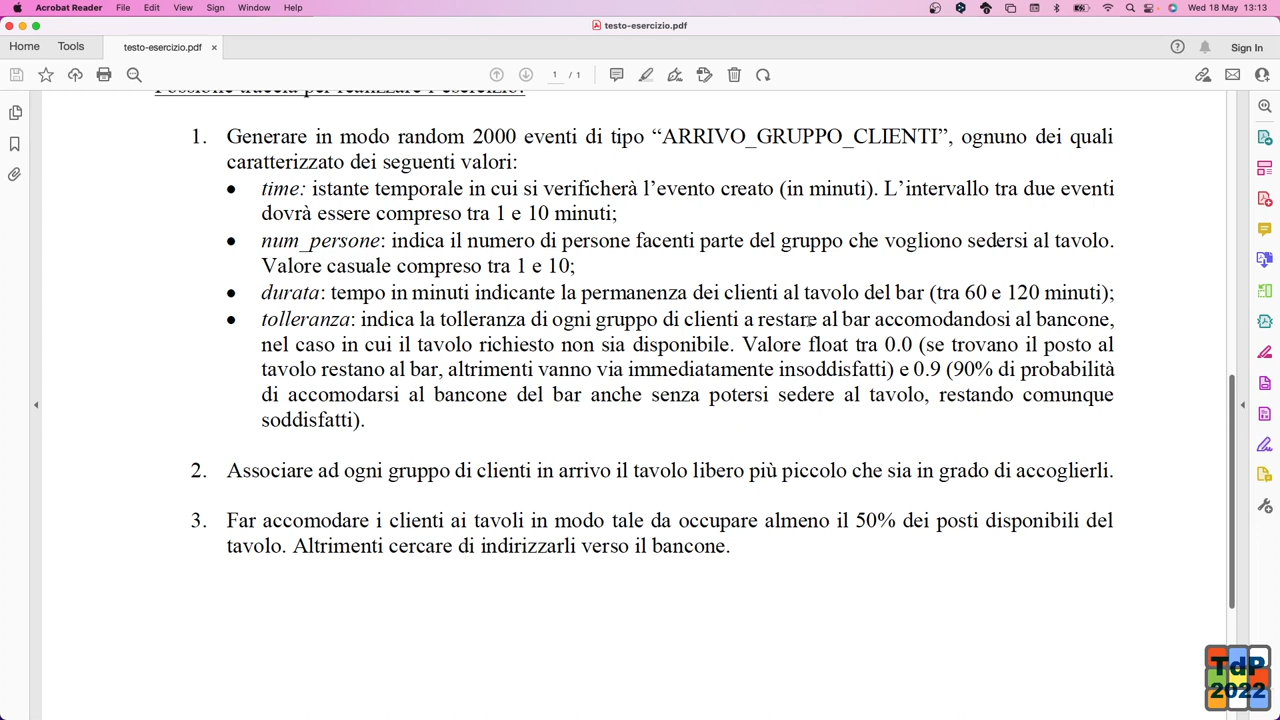 Acrobat Reader File Edit View Sign Window Help Wed 18 May 13:13
testo-esercizio.pdf
Home Tools testo-esercizio.pdf × Sign In
1 / 1
Possibile traccia per realizzare l'esercizio:
1. Generare in modo random 2000 eventi di tipo “ARRIVO_GRUPPO_CLIENTI”, ognuno dei quali
caratterizzato dei seguenti valori:
• time: istante temporale in cui si verificherà l’evento creato (in minuti). L’intervallo tra due eventi
dovrà essere compreso tra 1 e 10 minuti;
• num_persone: indica il numero di persone facenti parte del gruppo che vogliono sedersi al tavolo.
Valore casuale compreso tra 1 e 10;
• durata: tempo in minuti indicante la permanenza dei clienti al tavolo del bar (tra 60 e 120 minuti);
• tolleranza: indica la tolleranza di ogni gruppo di clienti a restare al bar accomodandosi al bancone,
nel caso in cui il tavolo richiesto non sia disponibile. Valore float tra 0.0 (se trovano il posto al
tavolo restano al bar, altrimenti vanno via immediatamente insoddisfatti) e 0.9 (90% di probabilità
di accomodarsi al bancone del bar anche senza potersi sedere al tavolo, restando comunque
soddisfatti).
2. Associare ad ogni gruppo di clienti in arrivo il tavolo libero più piccolo che sia in grado di accoglierli.
3. Far accomodare i clienti ai tavoli in modo tale da occupare almeno il 50% dei posti disponibili del
tavolo. Altrimenti cercare di indirizzarli verso il bancone.
TdP
2022